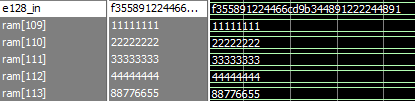 e128_in f355891224466... f355891224466cd9b344891222244891
ram[109] 11111111 11111111
ram[110] 22222222 22222222
ram[111] 33333333 33333333
ram[112] 44444444 44444444
ram[113] 88776655 88776655